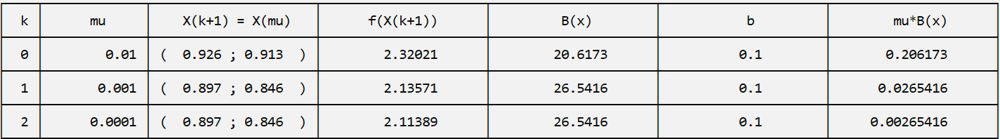 k mu X(k+1) = X(mu) f(X(k+1)) B(x) b mu*B(x)
0 0.01 ( 0.926 ; 0.913 ) 2.32021 20.6173 0.1 0.206173
1 0.001 ( 0.897 ; 0.846 ) 2.13571 26.5416 0.1 0.0265416
2 0.0001 ( 0.897 ; 0.846 ) 2.11389 26.5416 0.1 0.00265416